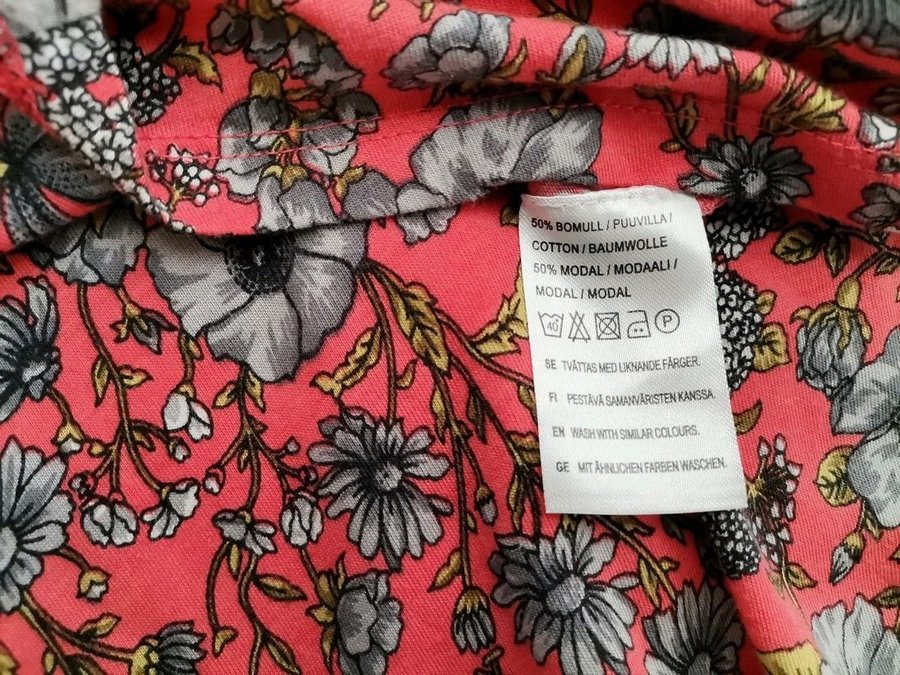 50% BOMULL / PUUVILLA /
COTTON / BAUMWOLLE
50% MODAL / MODAALI /
MODAL / MODAL
40 P
SE TVÄTTAS MED LIKNANDE FÄRGER.
FI PESTÄVÄ SAMANVÄRISTEN KANSSA.
EN WASH WITH SIMILAR COLOURS.
GE MIT ÄHNLICHEN FARBEN WASCHEN.